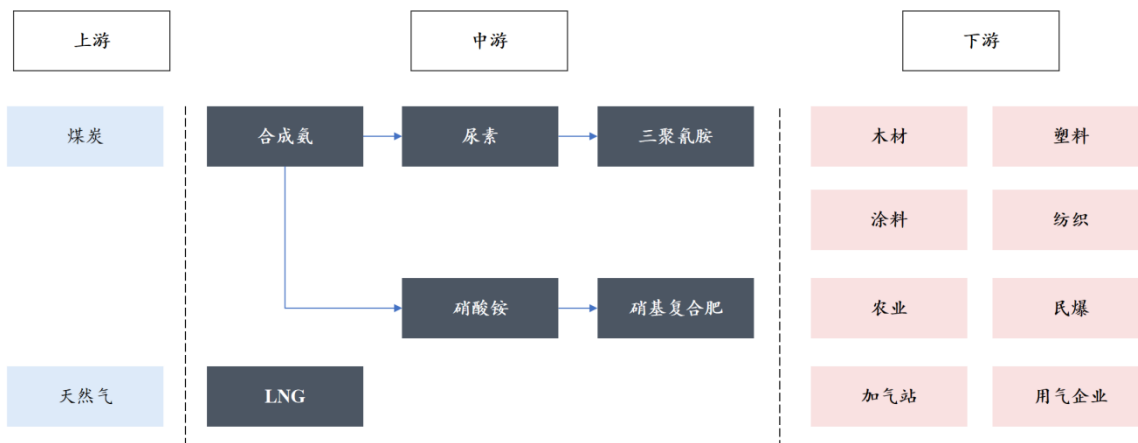 上游
中游
下游
煤炭
合成氨
尿素
三聚氰胺
木材
塑料
涂料
纺织
硝酸铵
硝基复合肥
农业
民爆
天然气
LNG
加气站
用气企业